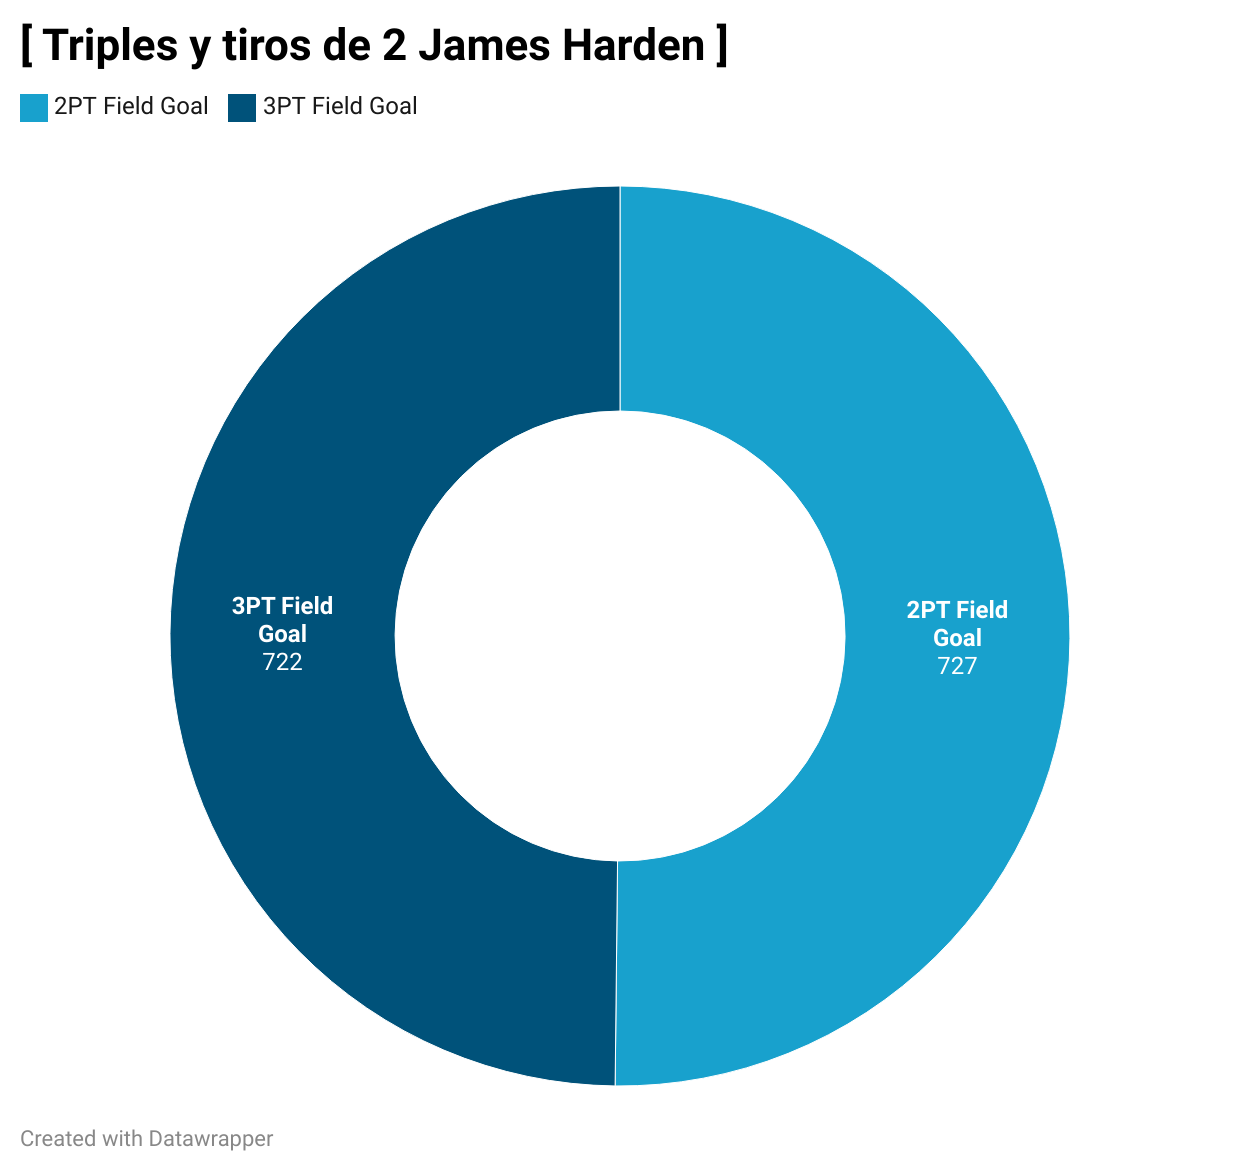 [ Triples y tiros de 2 James Harden ]
2PT Field Goal 3PT Field Goal
3PT Field
Goal
722
2PT Field
Goal
727
Created with Datawrapper